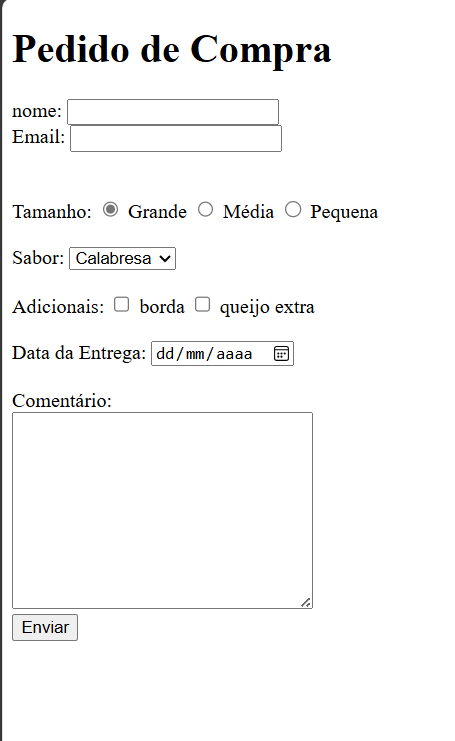 Pedido de Compra
nome:
Email:
Tamanho: Grande Média Pequena
Sabor: Calabresa
Adicionais: borda queijo extra
Data da Entrega: dd/mm/aaaa
Comentário:
Enviar